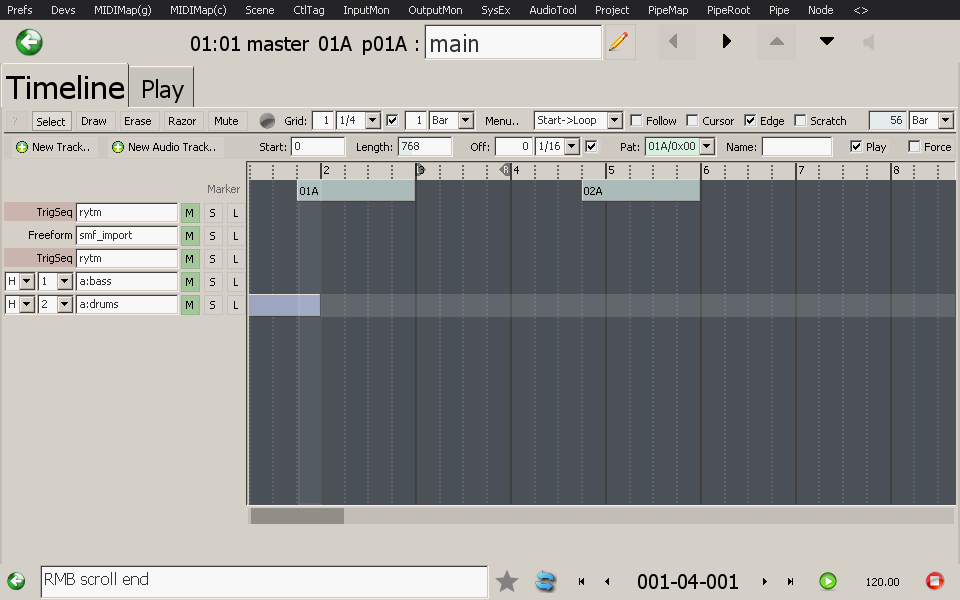 Prefs Devs MIDIMap(g) MIDIMap(c) Scene CtlTag InputMon OutputMon SysEx AudioTool Project PipeMap PipeRoot Pipe Node <>
01:01 master 01A p01A : main
Timeline Play
? Select Draw Erase Razor Mute Grid: 1 1/4 1 Bar Menu.. Start->Loop Follow Cursor Edge Scratch 56 Bar
New Track.. New Audio Track.. Start: 0 Length: 768 Off: 0 1/16 Pat: 01A/0x00 Name: Play Force
2 4 5 6 7 8
Marker 01A 02A
TrigSeq rytm M S L
Freeform smf_import M S L
TrigSeq rytm M S L
H 1 a:bass M S L
H 2 a:drums M S L
RMB scroll end 001-04-001 120.00